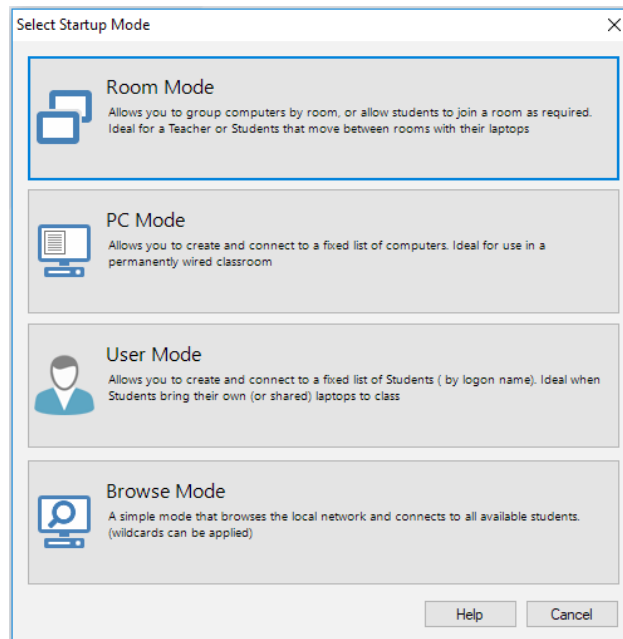 Select Startup Mode
Room Mode
Allows you to group computers by room, or allow students to join a room as required.
Ideal for a Teacher or Students that move between rooms with their laptops
PC Mode
Allows you to create and connect to a fixed list of computers. Ideal for use in a
permanently wired classroom
User Mode
Allows you to create and connect to a fixed list of Students ( by logon name). Ideal when
Students bring their own (or shared) laptops to class
Browse Mode
A simple mode that browses the local network and connects to all available students.
(wildcards can be applied)
Help
Cancel